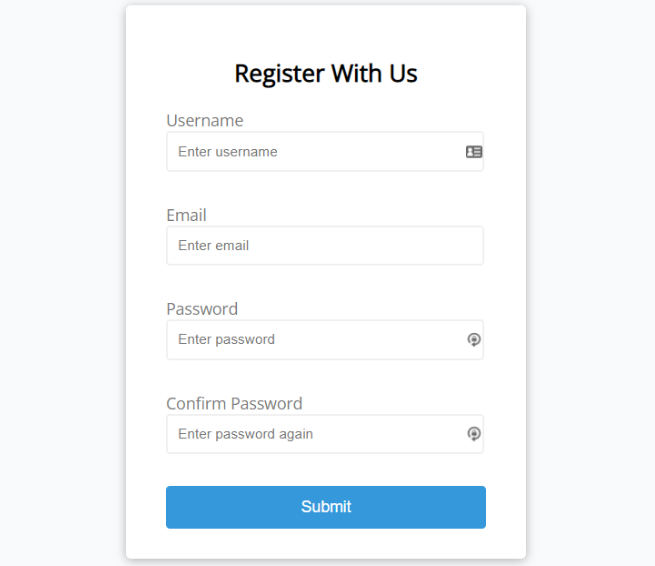 Register With Us
Username
Enter username
Email
Enter email
Password
Enter password
Confirm Password
Enter password again
Submit